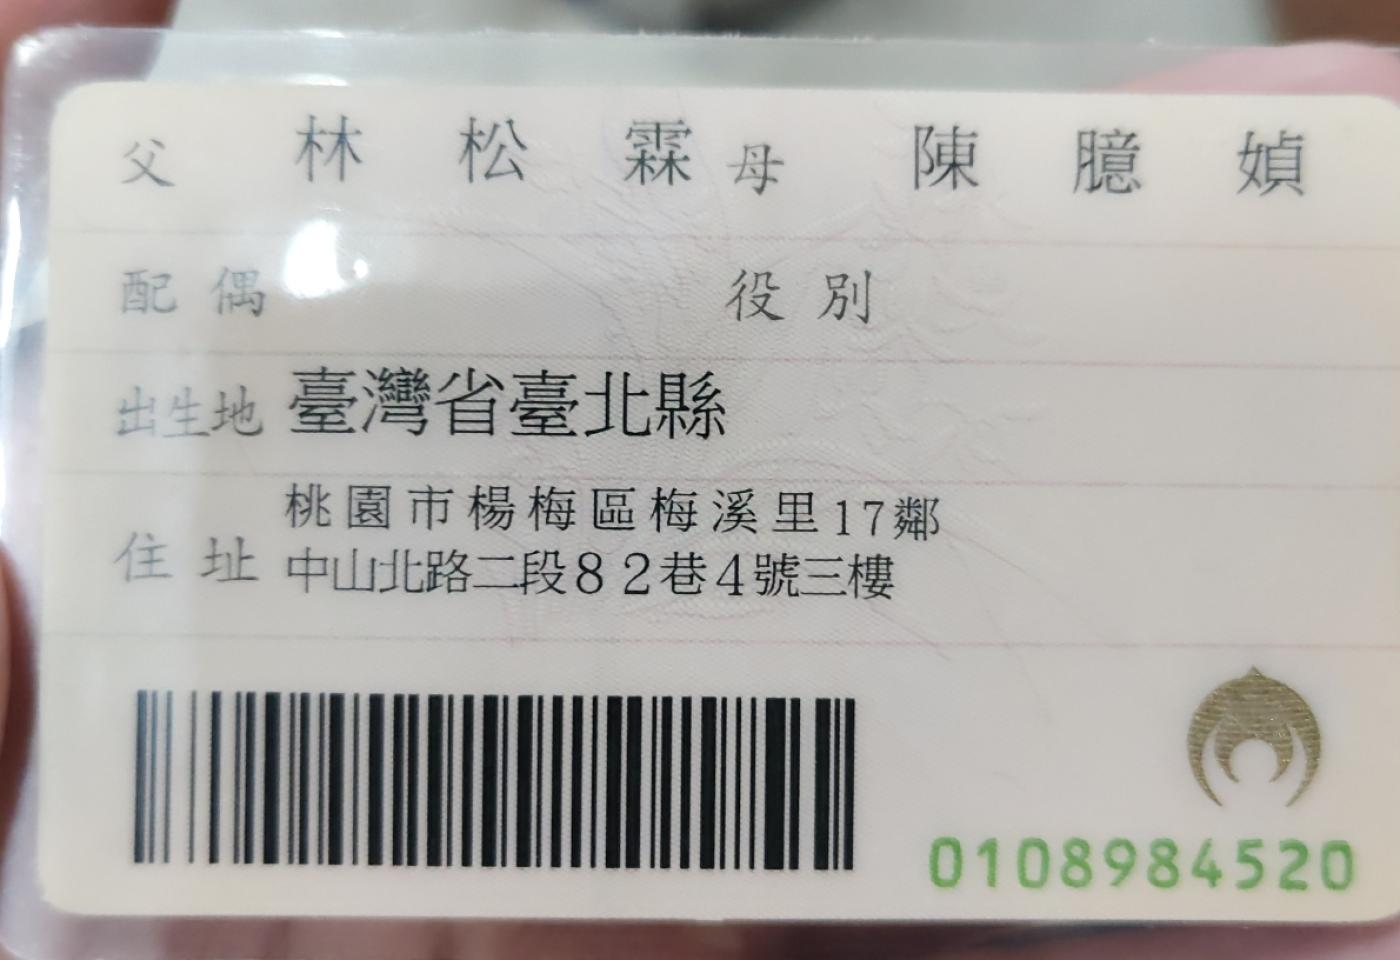 父 林松霖 母 陳臆媜
配偶 役別
出生地 臺灣省臺北縣
住址 桃園市楊梅區梅溪里17鄰
中山北路二段82巷4號三樓
0108984520